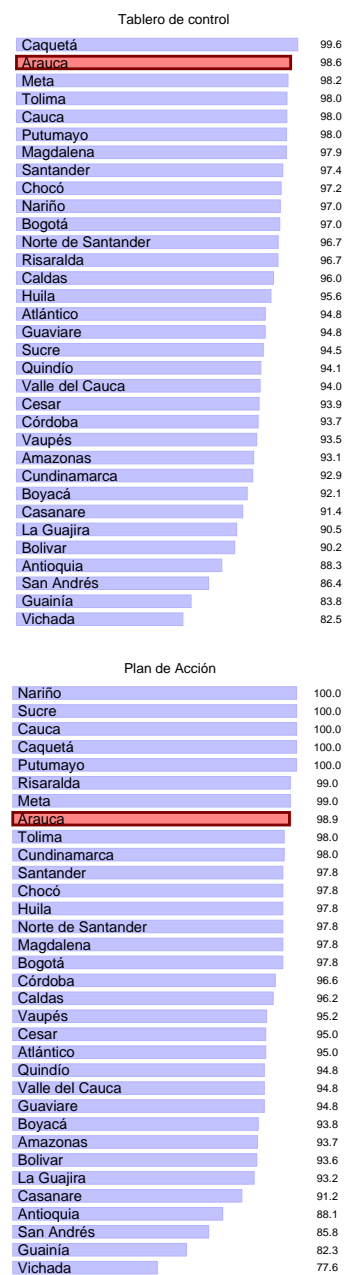 Tablero de control
Caquetá 99.6
Arauca 98.6
Meta 98.2
Tolima 98.0
Cauca 98.0
Putumayo 98.0
Magdalena 97.9
Santander 97.4
Chocó 97.2
Nariño 97.0
Bogotá 97.0
Norte de Santander 96.7
Risaralda 96.7
Caldas 96.0
Huila 95.6
Atlántico 94.8
Guaviare 94.8
Sucre 94.5
Quindío 94.1
Valle del Cauca 94.0
Cesar 93.9
Córdoba 93.7
Vaupés 93.5
Amazonas 93.1
Cundinamarca 92.9
Boyacá 92.1
Casanare 91.4
La Guajira 90.5
Bolivar 90.2
Antioquia 88.3
San Andrés 86.4
Guainía 83.8
Vichada 82.5
Plan de Acción
Nariño 100.0
Sucre 100.0
Cauca 100.0
Caquetá 100.0
Putumayo 100.0
Risaralda 99.0
Meta 99.0
Arauca 98.9
Tolima 98.0
Cundinamarca 98.0
Santander 97.8
Chocó 97.8
Huila 97.8
Norte de Santander 97.8
Magdalena 97.8
Bogotá 97.8
Córdoba 96.6
Caldas 96.2
Vaupés 95.2
Cesar 95.0
Atlántico 95.0
Quindío 94.8
Valle del Cauca 94.8
Guaviare 94.8
Boyacá 93.8
Amazonas 93.7
Bolivar 93.6
La Guajira 93.2
Casanare 91.2
Antioquia 88.1
San Andrés 85.8
Guainía 82.3
Vichada 77.6